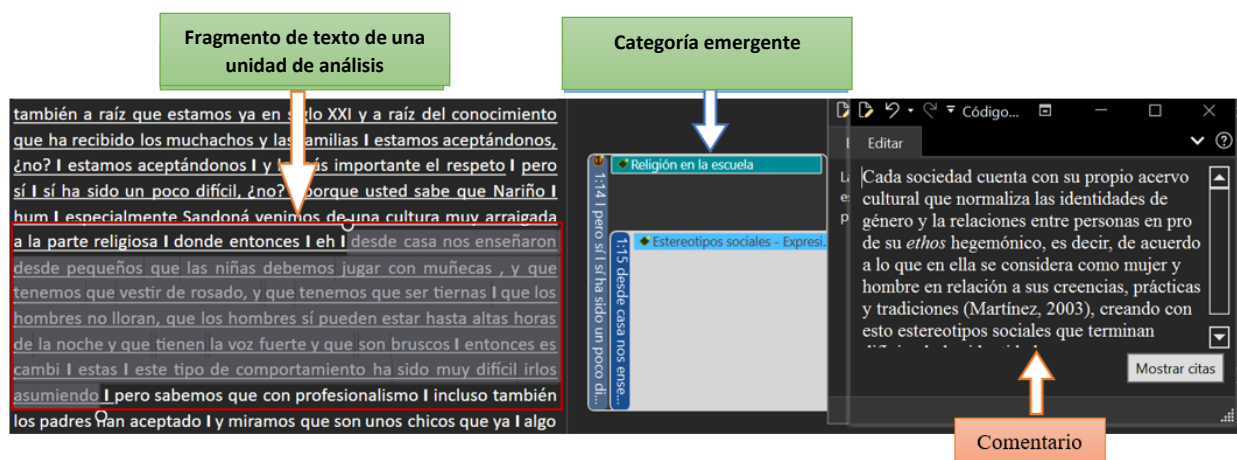 Fragmento de texto de una
unidad de análisis
Categoría emergente
también a raíz que estamos ya en siglo XXI y a raíz del conocimiento
que ha recibido los muchachos y las familias I estamos aceptándonos,
¿no? I estamos aceptándonos I y lo más importante el respeto I pero
sí I sí ha sido un poco difícil, ¿no? porque usted sabe que Nariño I
hum I especialmente Sandoná venimos de una cultura muy arraigada
a la parte religiosa I donde entonces I eh I desde casa nos enseñaron
desde pequeños que las niñas debemos jugar con muñecas , y que
tenemos que vestir de rosado, y que tenemos que ser tiernas I que los
hombres no lloran, que los hombres sí pueden estar hasta altas horas
de la noche y que tienen la voz fuerte y que son bruscos I entonces es
cambi I estas I este tipo de comportamiento ha sido muy difícil irlos
asumiendo I pero sabemos que con profesionalismo I incluso también
los padres han aceptado I y miramos que son unos chicos que ya I algo
1:14 I pero sí I sí ha sido un poco di...
Religión en la escuela
1:15 desde casa nos ense...
Estereotipos sociales - Expresi...
Código...
Editar
Cada sociedad cuenta con su propio acervo
cultural que normaliza las identidades de
género y la relaciones entre personas en pro
de su ethos hegemónico, es decir, de acuerdo
a lo que en ella se considera como mujer y
hombre en relación a sus creencias, prácticas
y tradiciones (Martínez, 2003), creando con
esto estereotipos sociales que terminan
Mostrar citas
Comentario